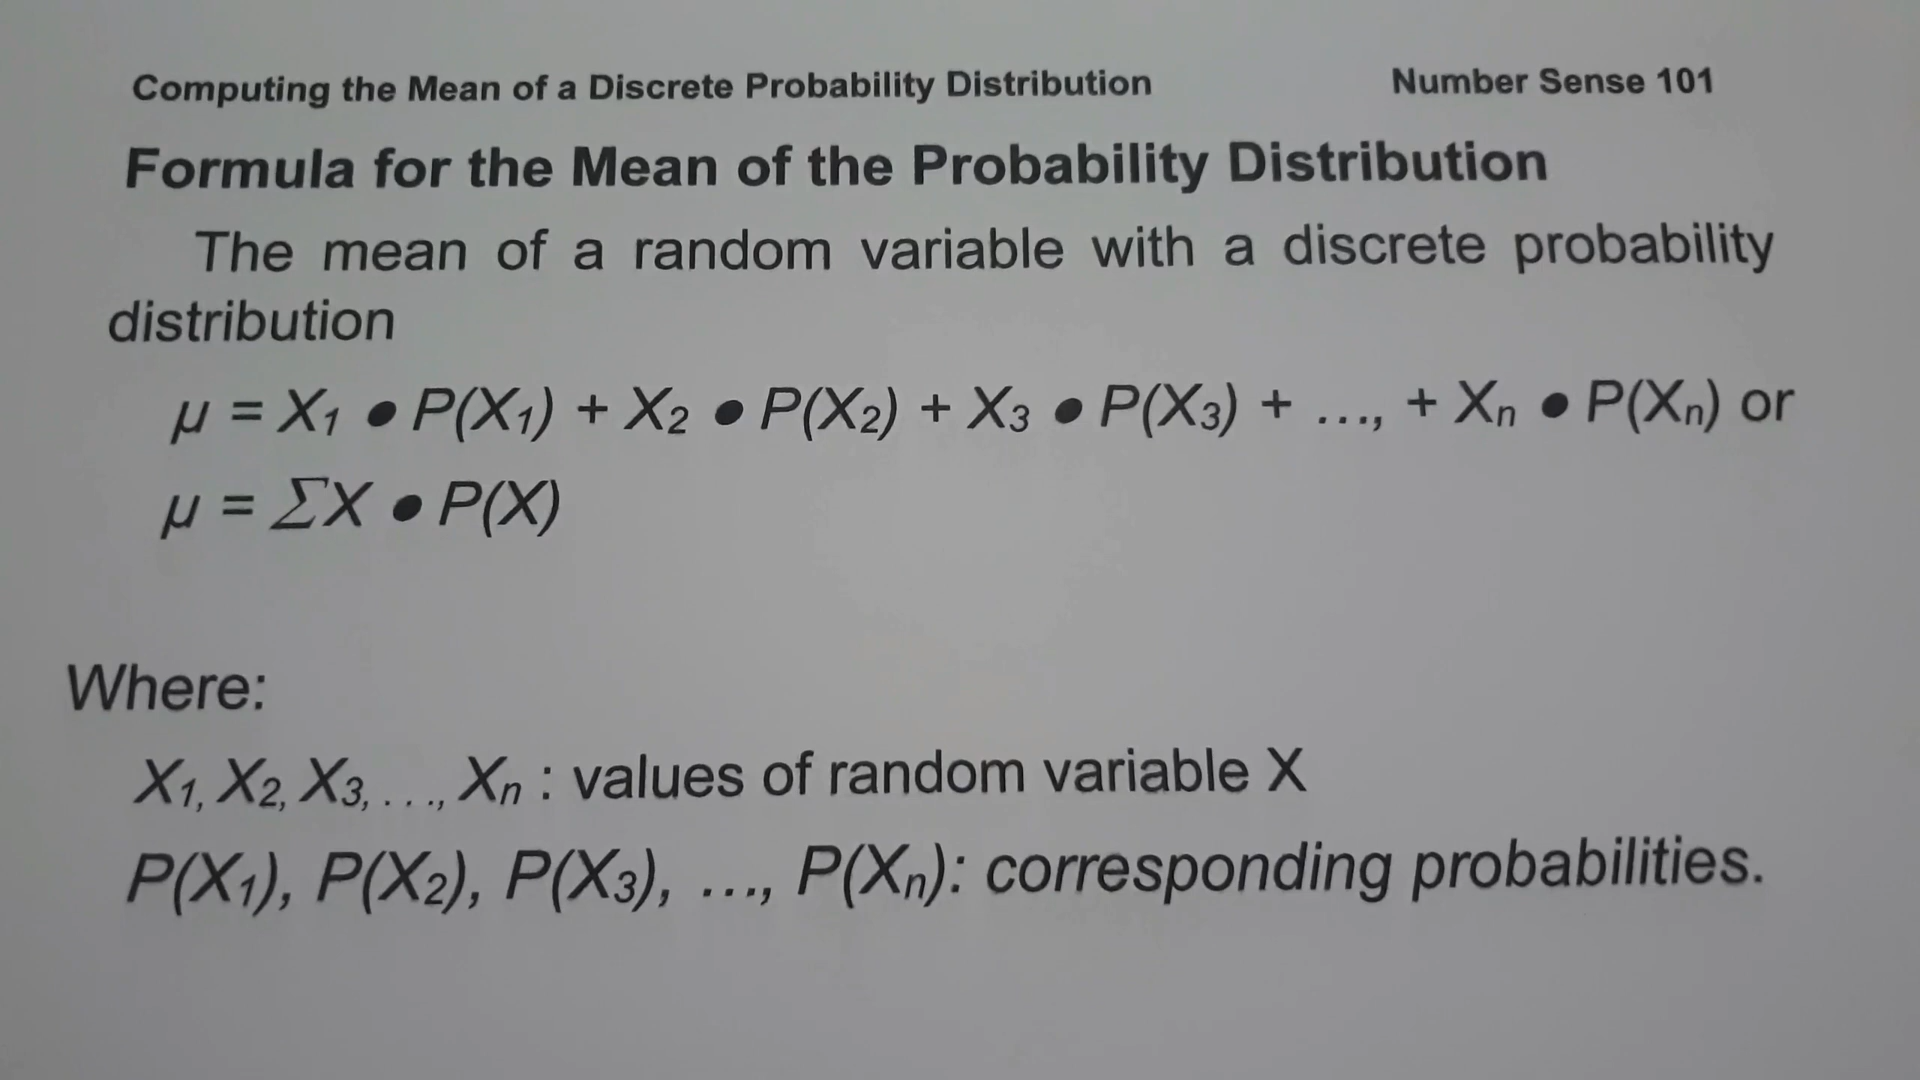 Computing the Mean of a Discrete Probability Distribution
Number Sense 101
Formula for the Mean of the Probability Distribution
The mean of a random variable with a discrete probability
distribution
μ = X₁ ● P(X₁) + X₂ ● P(X₂) + X₃ ● P(X₃) + ..., + Xₙ ● P(Xₙ) or
μ = ΣX ● P(X)
Where:
X₁, X₂, X₃, . . ., Xₙ : values of random variable X
P(X₁), P(X₂), P(X₃), ..., P(Xₙ): corresponding probabilities.